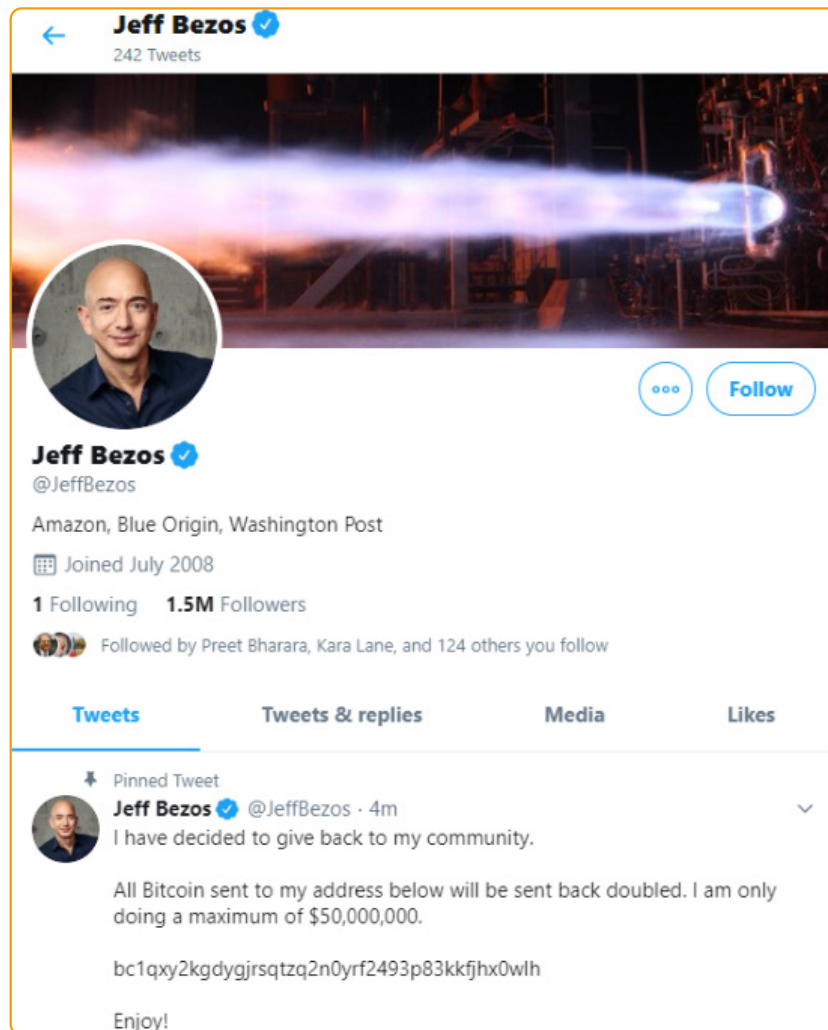 Jeff Bezos
242 Tweets
Follow
Jeff Bezos
@JeffBezos
Amazon, Blue Origin, Washington Post
Joined July 2008
1 Following 1.5M Followers
Followed by Preet Bharara, Kara Lane, and 124 others you follow
Tweets Tweets & replies Media Likes
Pinned Tweet
Jeff Bezos @JeffBezos · 4m
I have decided to give back to my community.
All Bitcoin sent to my address below will be sent back doubled. I am only
doing a maximum of $50,000,000.
bc1qxy2kgdygjrsqtzq2n0yrf2493p83kkfjhx0wlh
Enjoy!